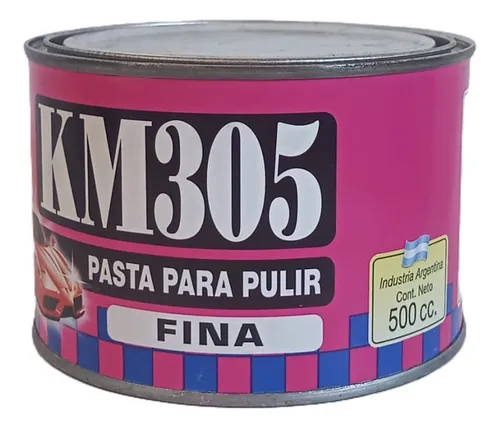 KM305
PASTA PARA PULIR
FINA
Industria Argentina
Cont. Neto
500 cc.